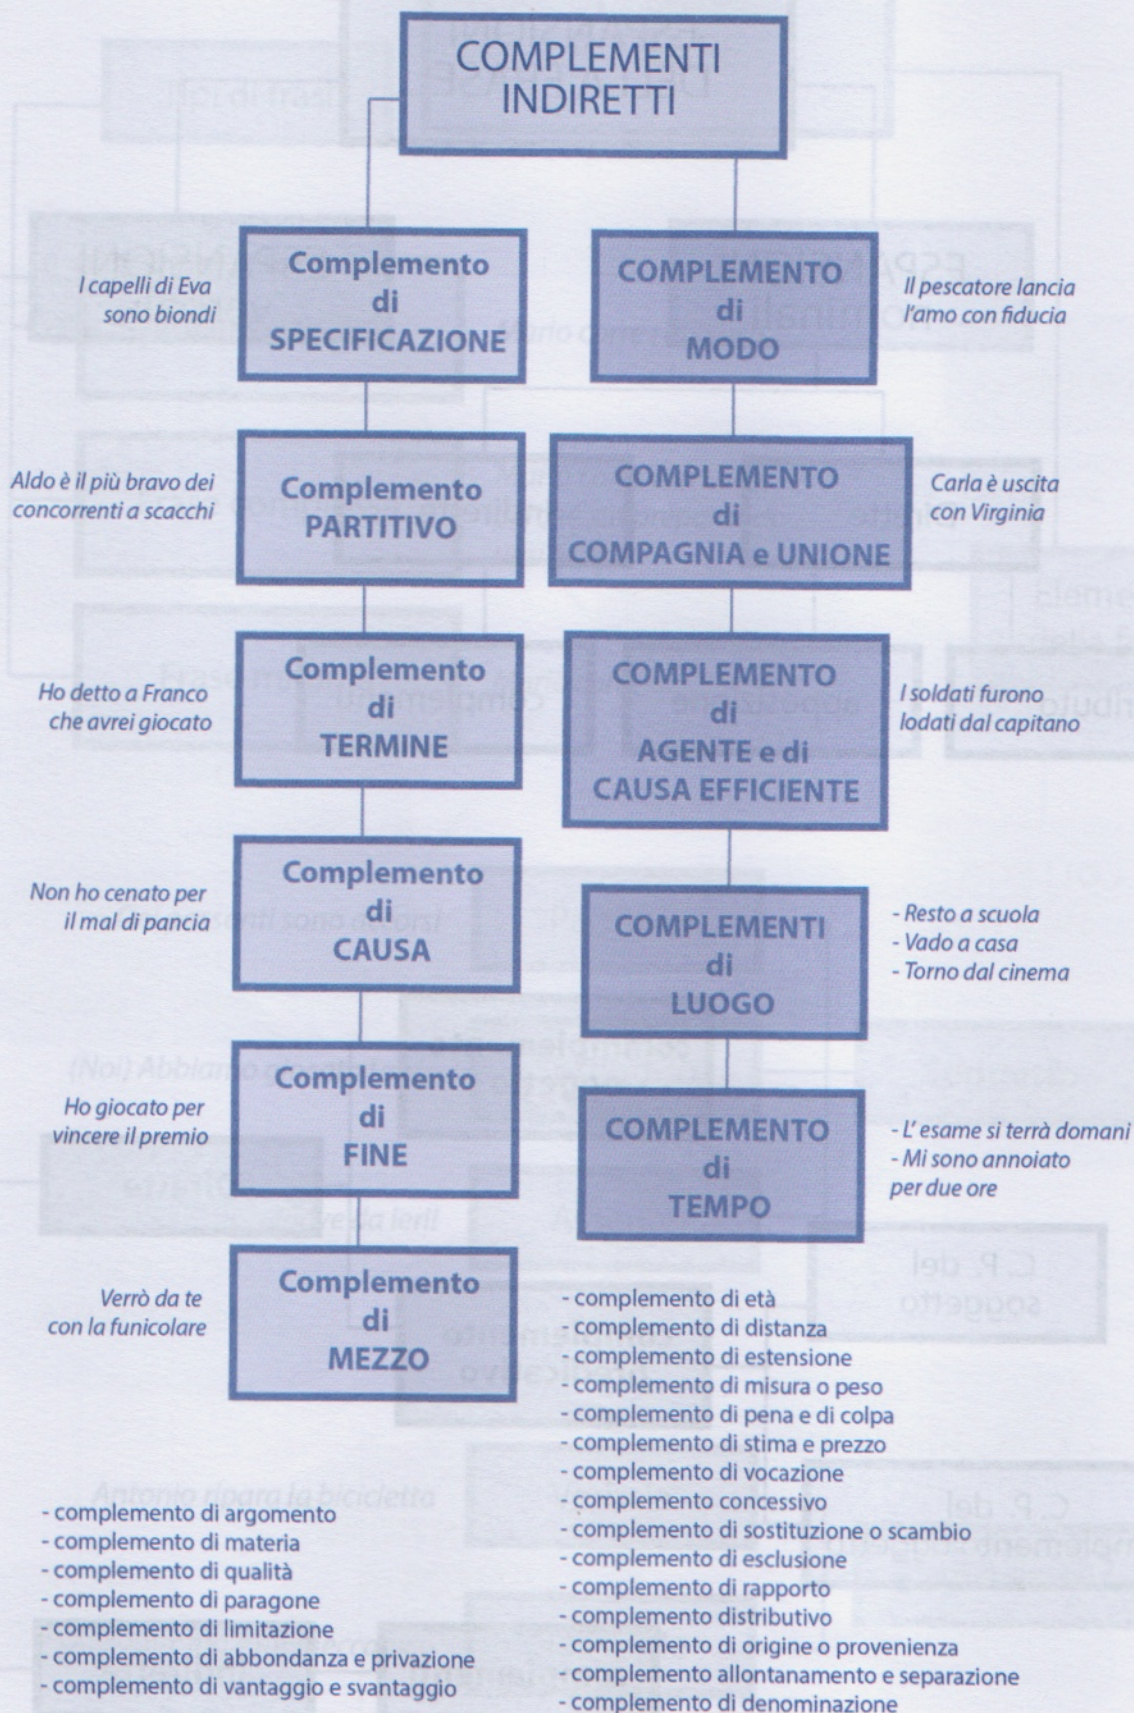 COMPLEMENTI
INDIRETTI
I capelli di Eva
sono biondi
Complemento
di
SPECIFICAZIONE
COMPLEMENTO
di
MODO
Il pescatore lancia
l'amo con fiducia
Aldo è il più bravo dei
concorrenti a scacchi
Complemento
PARTITIVO
COMPLEMENTO
di
COMPAGNIA e UNIONE
Carla è uscita
con Virginia
Ho detto a Franco
che avrei giocato
Complemento
di
TERMINE
COMPLEMENTO
di
AGENTE e di
CAUSA EFFICIENTE
I soldati furono
lodati dal capitano
Non ho cenato per
il mal di pancia
Complemento
di
CAUSA
COMPLEMENTI
di
LUOGO
- Resto a scuola
- Vado a casa
- Torno dal cinema
Ho giocato per
vincere il premio
Complemento
di
FINE
COMPLEMENTO
di
TEMPO
- L' esame si terrà domani
- Mi sono annoiato
per due ore
Verrò da te
con la funicolare
Complemento
di
MEZZO
- complemento di argomento
- complemento di materia
- complemento di qualità
- complemento di paragone
- complemento di limitazione
- complemento di abbondanza e privazione
- complemento di vantaggio e svantaggio
- complemento di età
- complemento di distanza
- complemento di estensione
- complemento di misura o peso
- complemento di pena e di colpa
- complemento di stima e prezzo
- complemento di vocazione
- complemento concessivo
- complemento di sostituzione o scambio
- complemento di esclusione
- complemento di rapporto
- complemento distributivo
- complemento di origine o provenienza
- complemento allontanamento e separazione
- complemento di denominazione